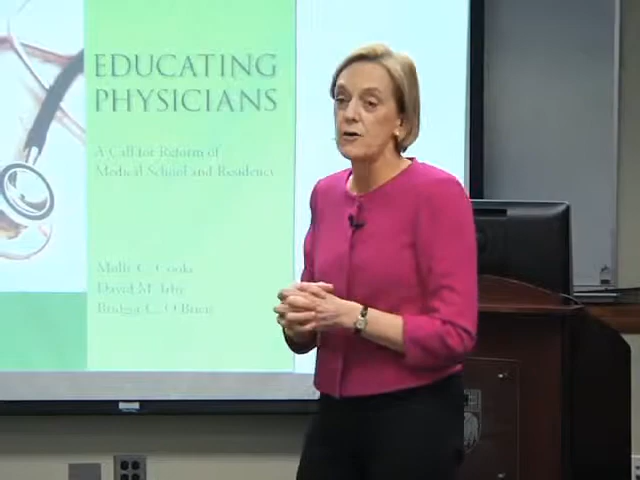 EDUCATING
PHYSICIANS
A Call for Reform of
Medical School and Residency
Molly C. Cooke
David M. Irby
Bridget C. O'Brien